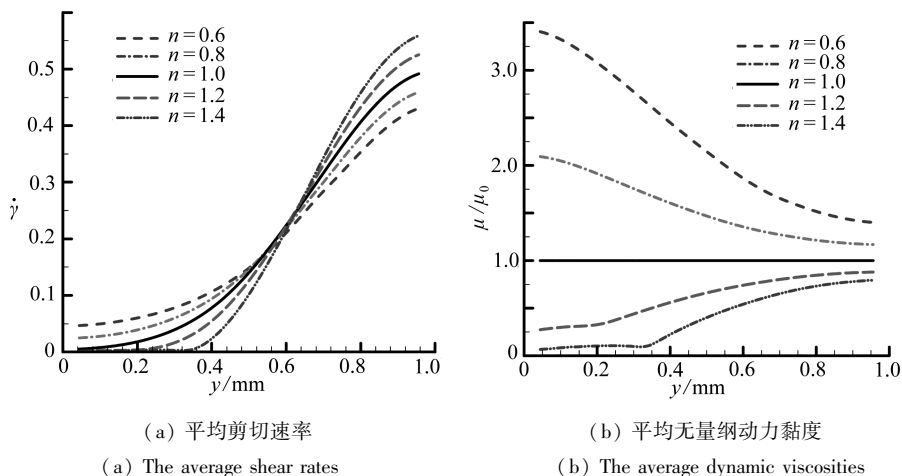 n=0.6
n=0.8
n=1.0
n=1.2
n=1.4
0.5
0.4
0.3
0.2
0.1
0
γ̇
0 0.2 0.4 0.6 0.8 1.0
y/mm
(a) 平均剪切速率
(a) The average shear rates
n=0.6
n=0.8
n=1.0
n=1.2
n=1.4
3.0
2.0
1.0
0
μ/μ0
0 0.2 0.4 0.6 0.8 1.0
y/mm
(b) 平均无量纲动力黏度
(b) The average dynamic viscosities